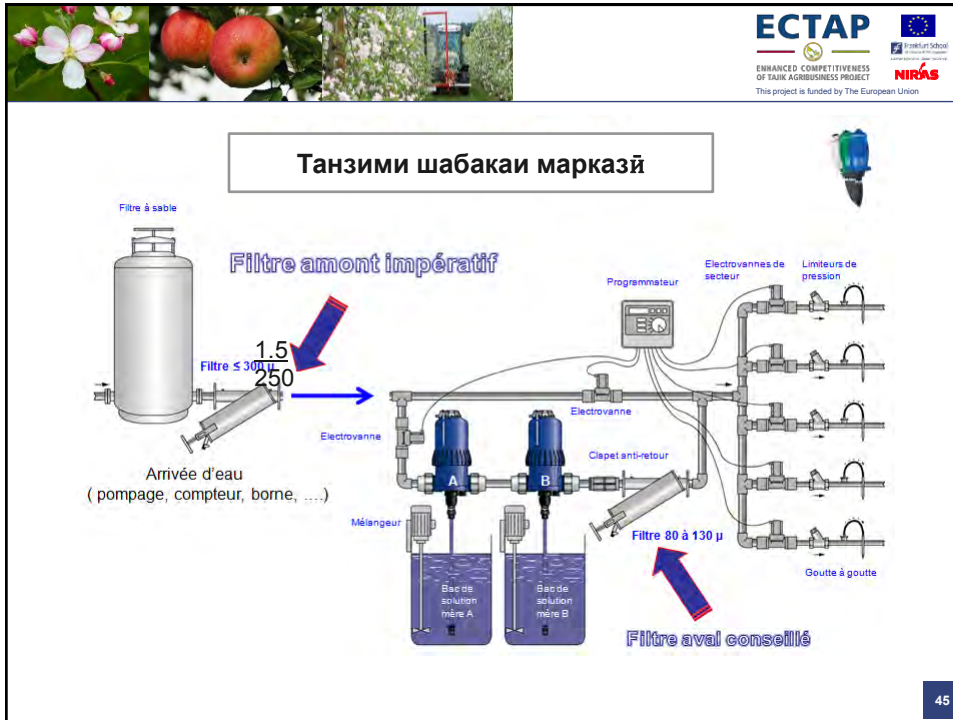 ECTAP
ENHANCED COMPETITIVENESS
OF TAJIK AGRIBUSINESS PROJECT
Frankfurt School
NIRAS
This project is funded by The European Union
Танзими шабакаи марказӣ
Filtre à sable
Filtre amont impératif
Programmateur
Electrovannes de
secteur
Limiteurs de
pression
1.5
Filtre ≤ 300 µ
250
Electrovanne
Electrovanne
Clapet anti-retour
A
B
Arrivée d'eau
( pompage, compteur, borne, ....)
Mélangeur
Filtre 80 à 130 µ
Goutte à goutte
Bac de
solution
mère A
Bac de
solution
mère B
Filtre aval conseillé
45